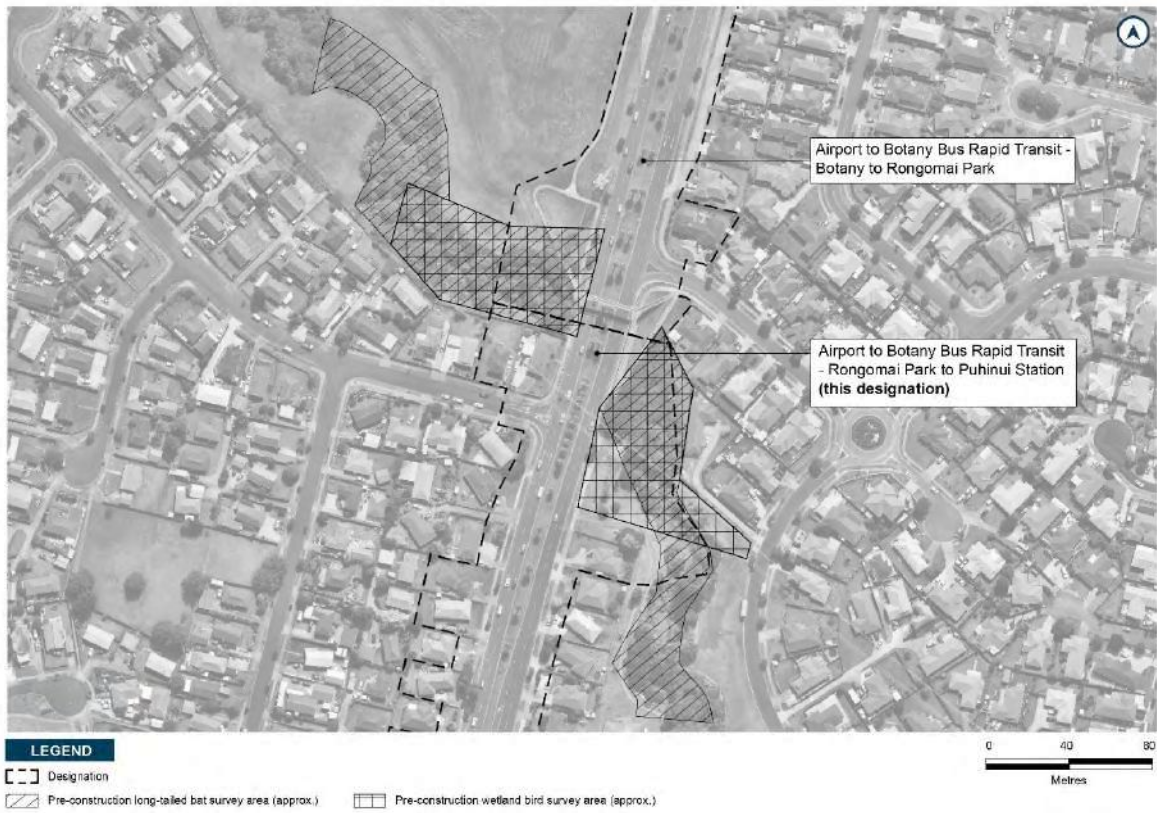 Airport to Botany Bus Rapid Transit -
Botany to Rongomai Park
Airport to Botany Bus Rapid Transit
- Rongomai Park to Puhinui Station
(this designation)
LEGEND
Designation
Pre-construction long-tailed bat survey area (approx.)
Pre-construction wetland bird survey area (approx.)
0 40 80
Metres